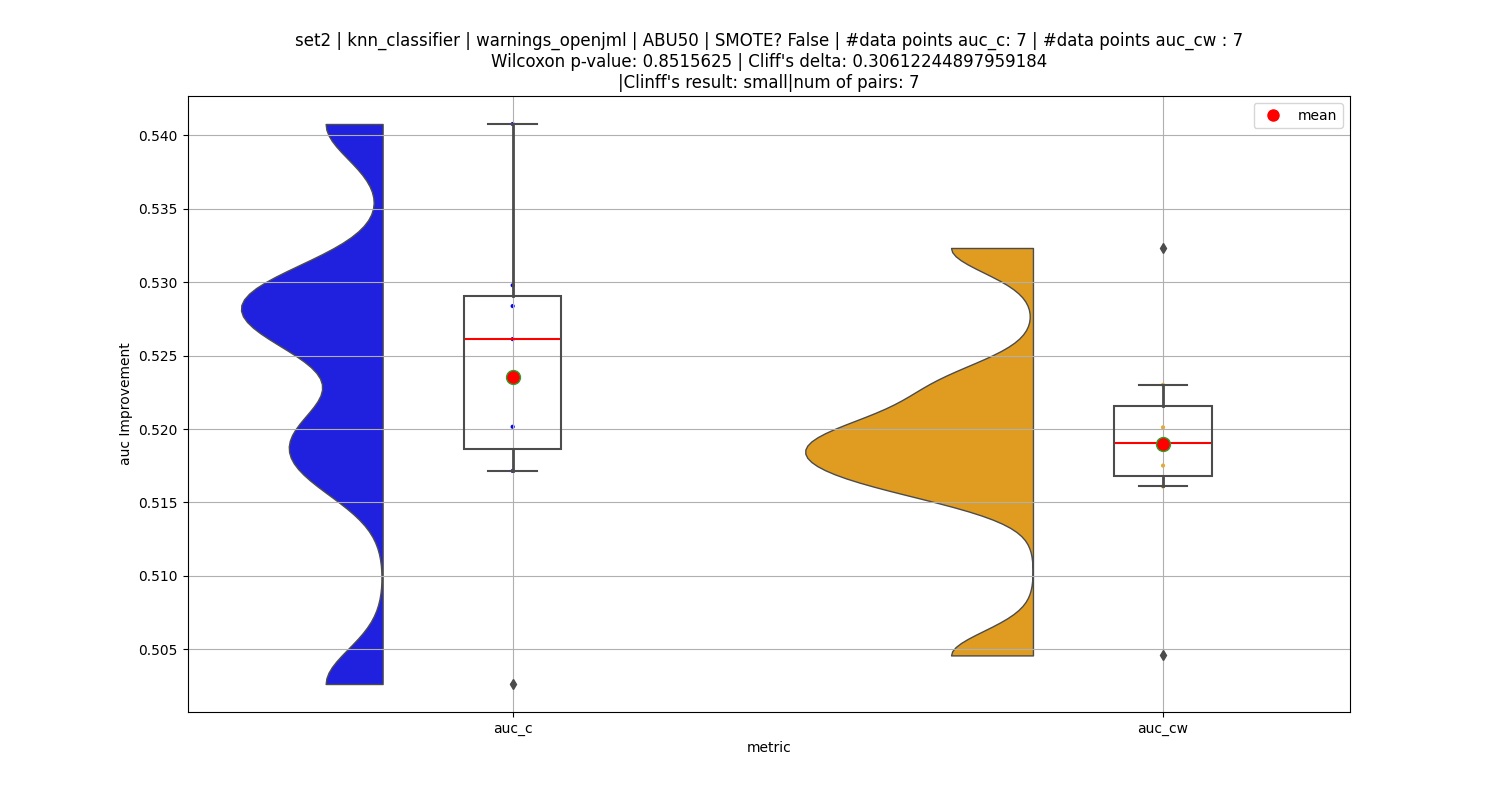 set2 | knn_classifier | warnings_openjml | ABU50 | SMOTE? False | #data points auc_c: 7 | #data points auc_cw : 7
Wilcoxon p-value: 0.8515625 | Cliff's delta: 0.30612244897959184
|Clinff's result: small|num of pairs: 7
mean
0.540
0.535
0.530
0.525
0.520
0.515
0.510
0.505
auc Improvement
auc_c
auc_cw
metric